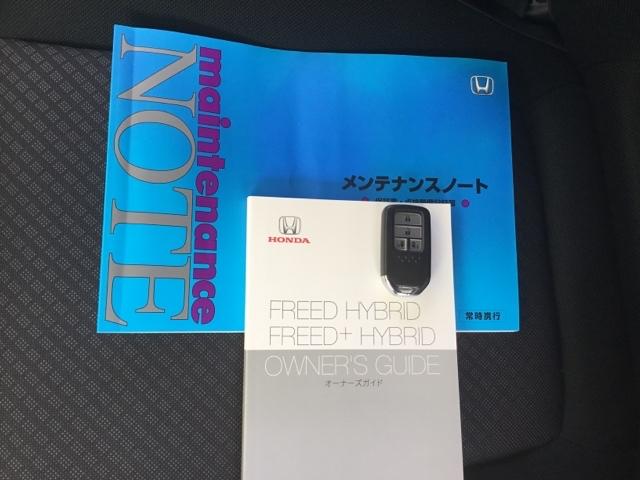 maintenance
NOTE
メンテナンスノート
常時携行
HONDA
FREED HYBRID
FREED+ HYBRID
OWNER'S GUIDE
オーナーズガイド